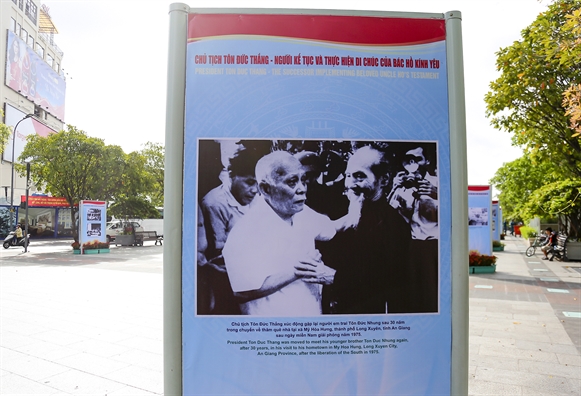 CHỦ TỊCH TÔN ĐỨC THẮNG - NGƯỜI KẾ TỤC VÀ THỰC HIỆN DI CHÚC CỦA BÁC HỒ KÍNH YÊU
PRESIDENT TON DUC THANG - THE SUCCESSOR IMPLEMENTING BELOVED UNCLE HO'S TESTAMENT
Chủ tịch Tôn Đức Thắng xúc động gặp lại người em trai Tôn Đức Nhung sau 30 năm
trong chuyến về thăm quê nhà tại xã Mỹ Hòa Hưng, thành phố Long Xuyên, tỉnh An Giang
sau ngày miền Nam giải phóng năm 1975.
President Ton Duc Thang was moved to meet his younger brother Ton Duc Nhung again,
after 30 years, in his visit to his hometown in My Hoa Hung, Long Xuyen City,
An Giang Province, after the liberation of the South in 1975.